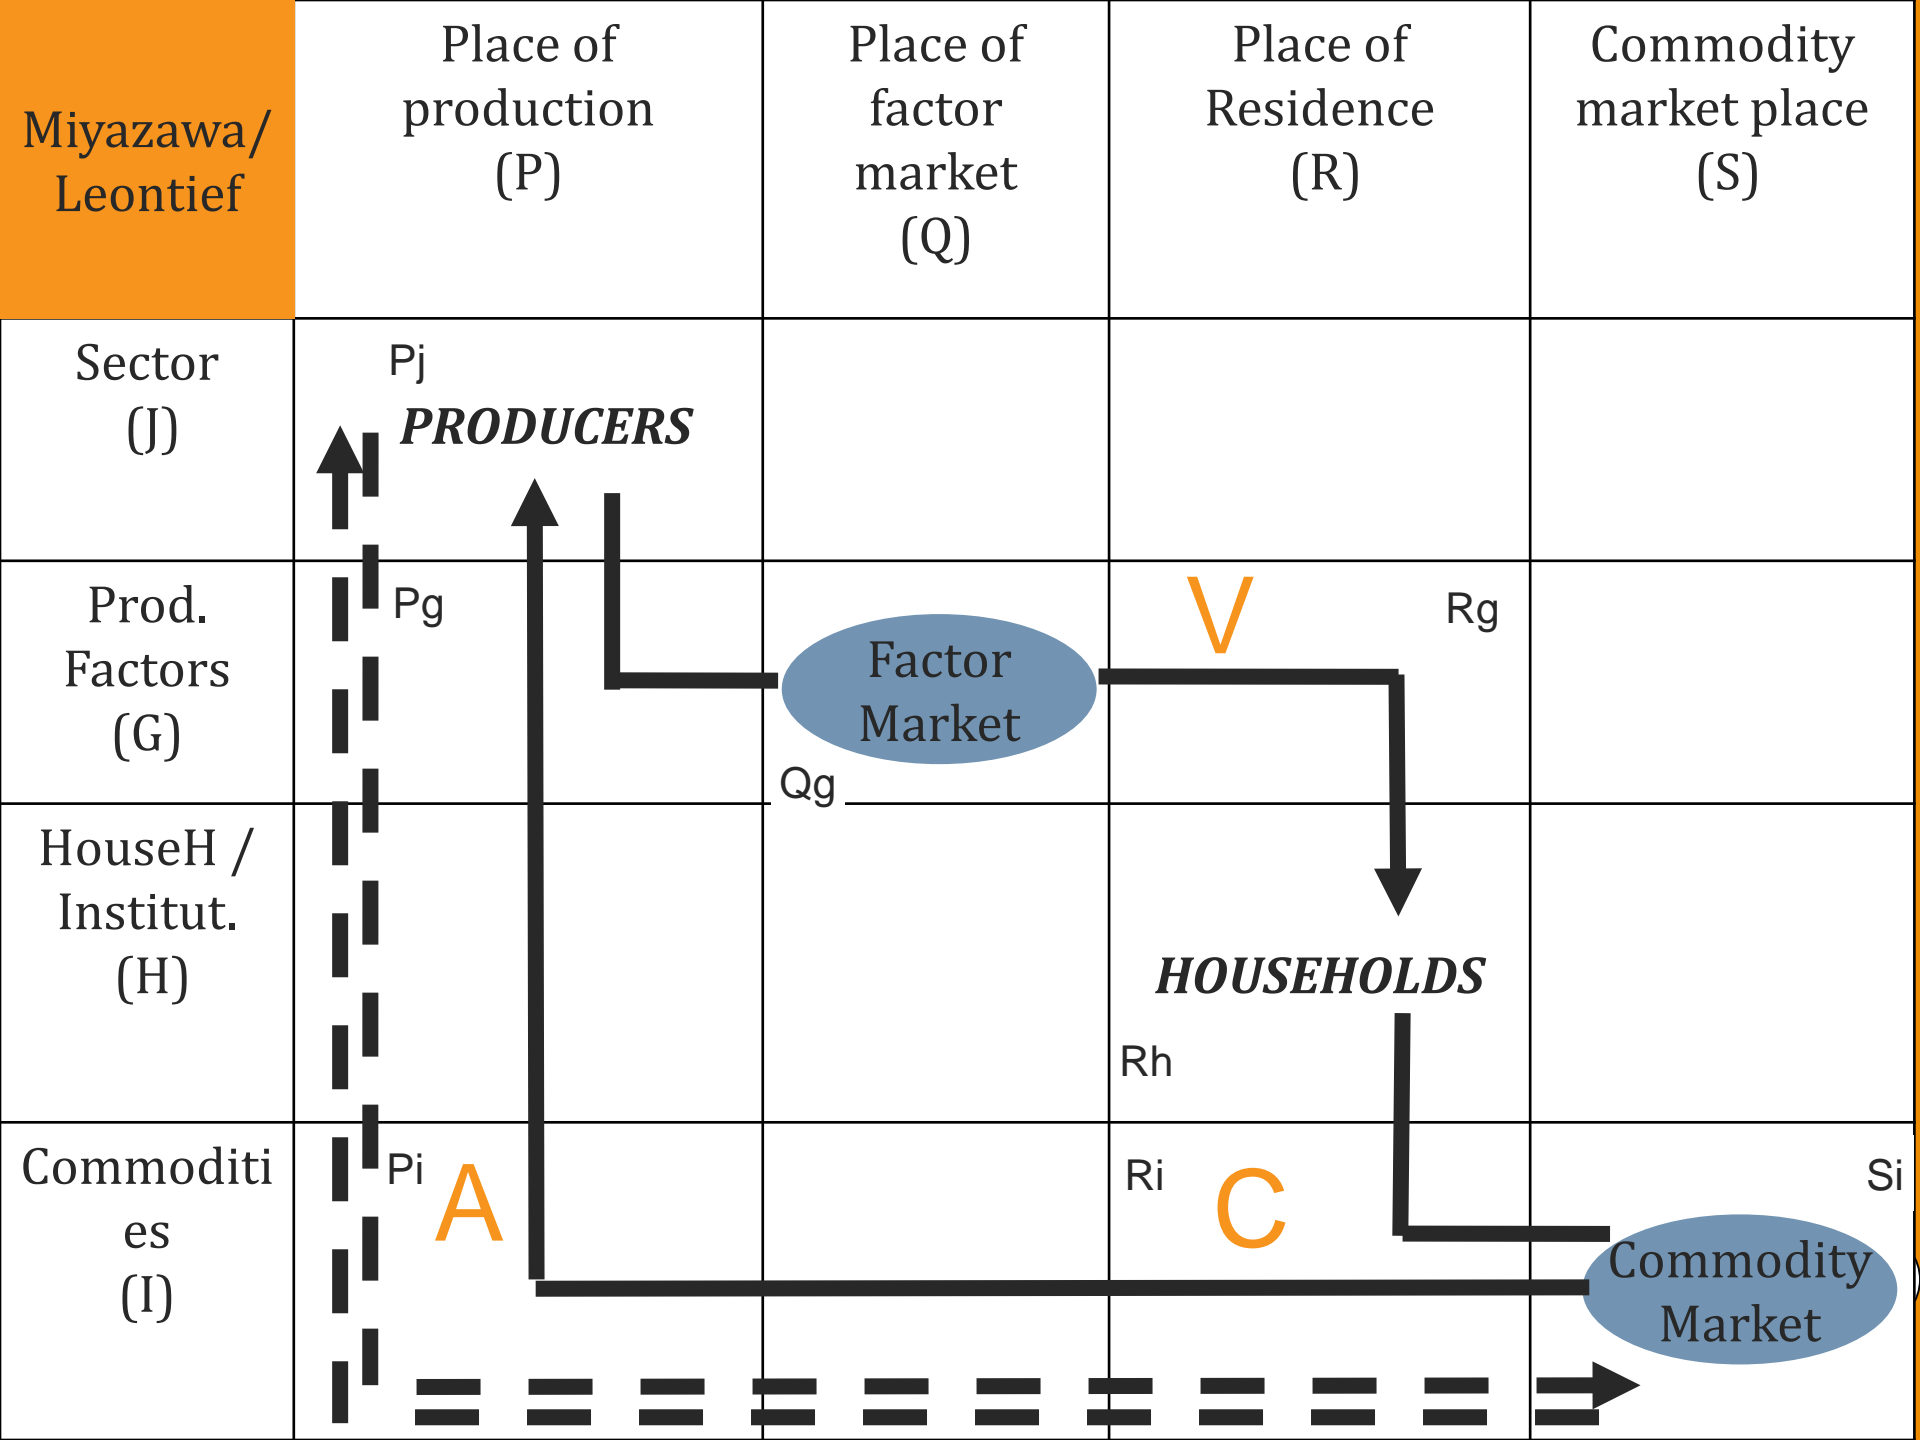 Miyazawa/
Leontief
Place of
production
(P)
Place of
factor
market
(Q)
Place of
Residence
(R)
Commodity
market place
(S)
Sector
(J)
Pj
PRODUCERS
Prod.
Factors
(G)
Pg
Factor
Market
Qg
V
Rg
HouseH /
Institut.
(H)
HOUSEHOLDS
Rh
Commoditi
es
(I)
Pi
A
Ri
C
Si
Commodity
Market